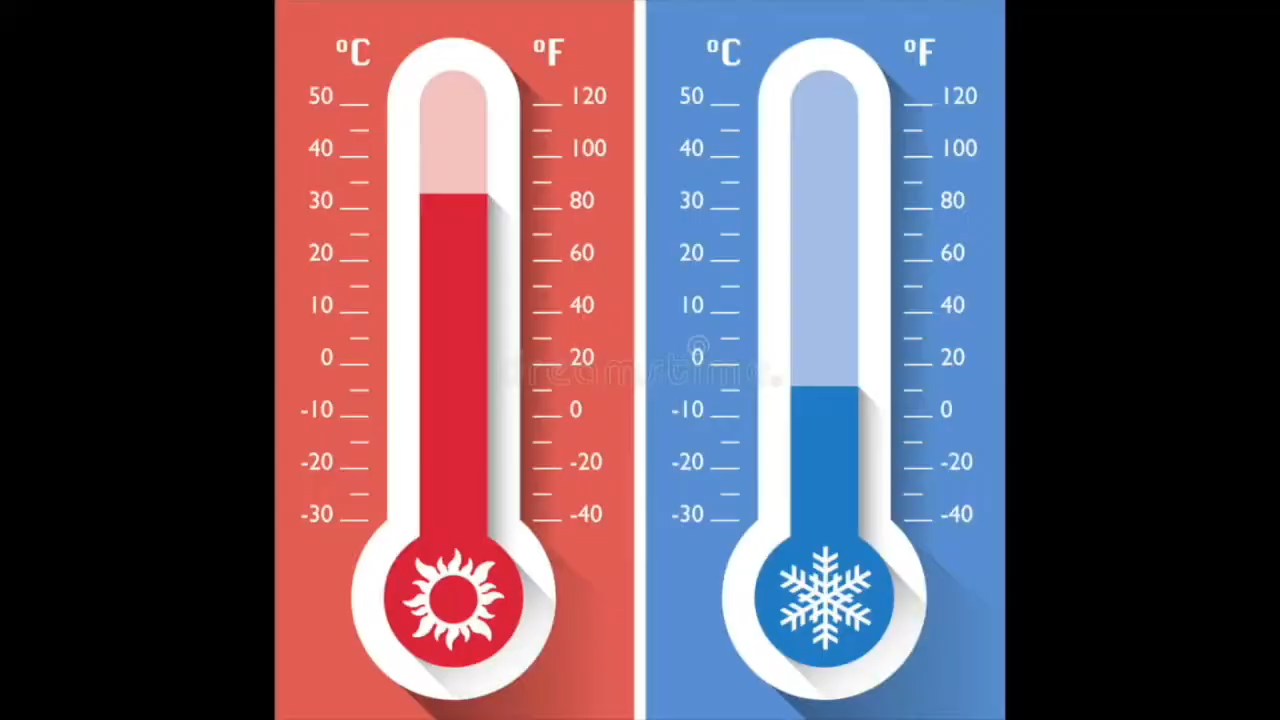 °C °F °C °F
50 120 50 120
40 100 40 100
30 80 30 80
20 60 20 60
10 40 10 40
0 20 0 20
-10 0 -10 0
-20 -20 -20 -20
-30 -40 -30 -40
dreamstime.